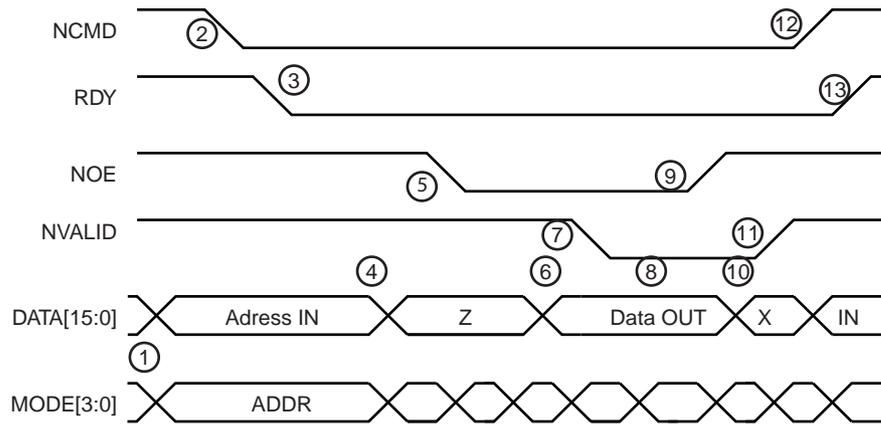 NCMD
2
12
RDY
3
13
NOE
5
9
NVALID
7
11
4
6
8
10
DATA[15:0]
Adress IN
Z
Data OUT
X
IN
1
MODE[3:0]
ADDR